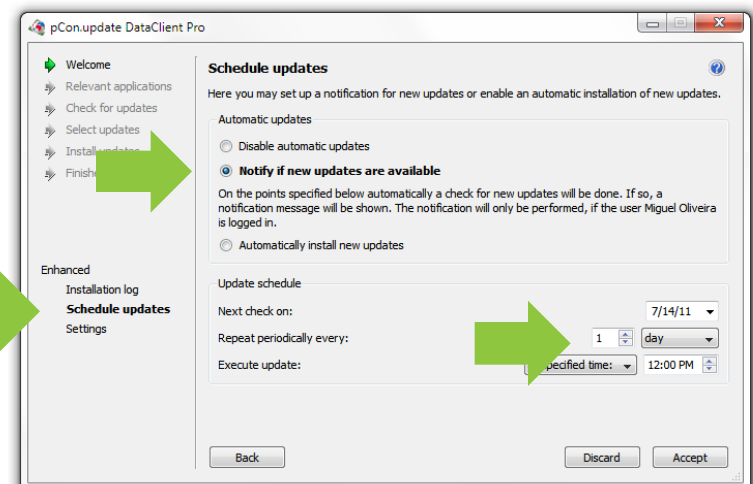 pCon.update DataClient Pro
Welcome
Relevant applications
Check for updates
Select updates
Install updates
Enhanced
Installation log
Schedule updates
Settings
Schedule updates
Here you may set up a notification for new updates or enable an automatic installation of new updates.
Automatic updates
Disable automatic updates
Notify if new updates are available
On the points specified below automatically a check for new updates will be done. If so, a
notification message will be shown. The notification will only be performed, if the user Miguel Oliveira
is logged in.
Automatically install new updates
Update schedule
Next check on: 7/14/11
Repeat periodically every: 1 day
Execute update: time: 12:00 PM
Back Discard Accept